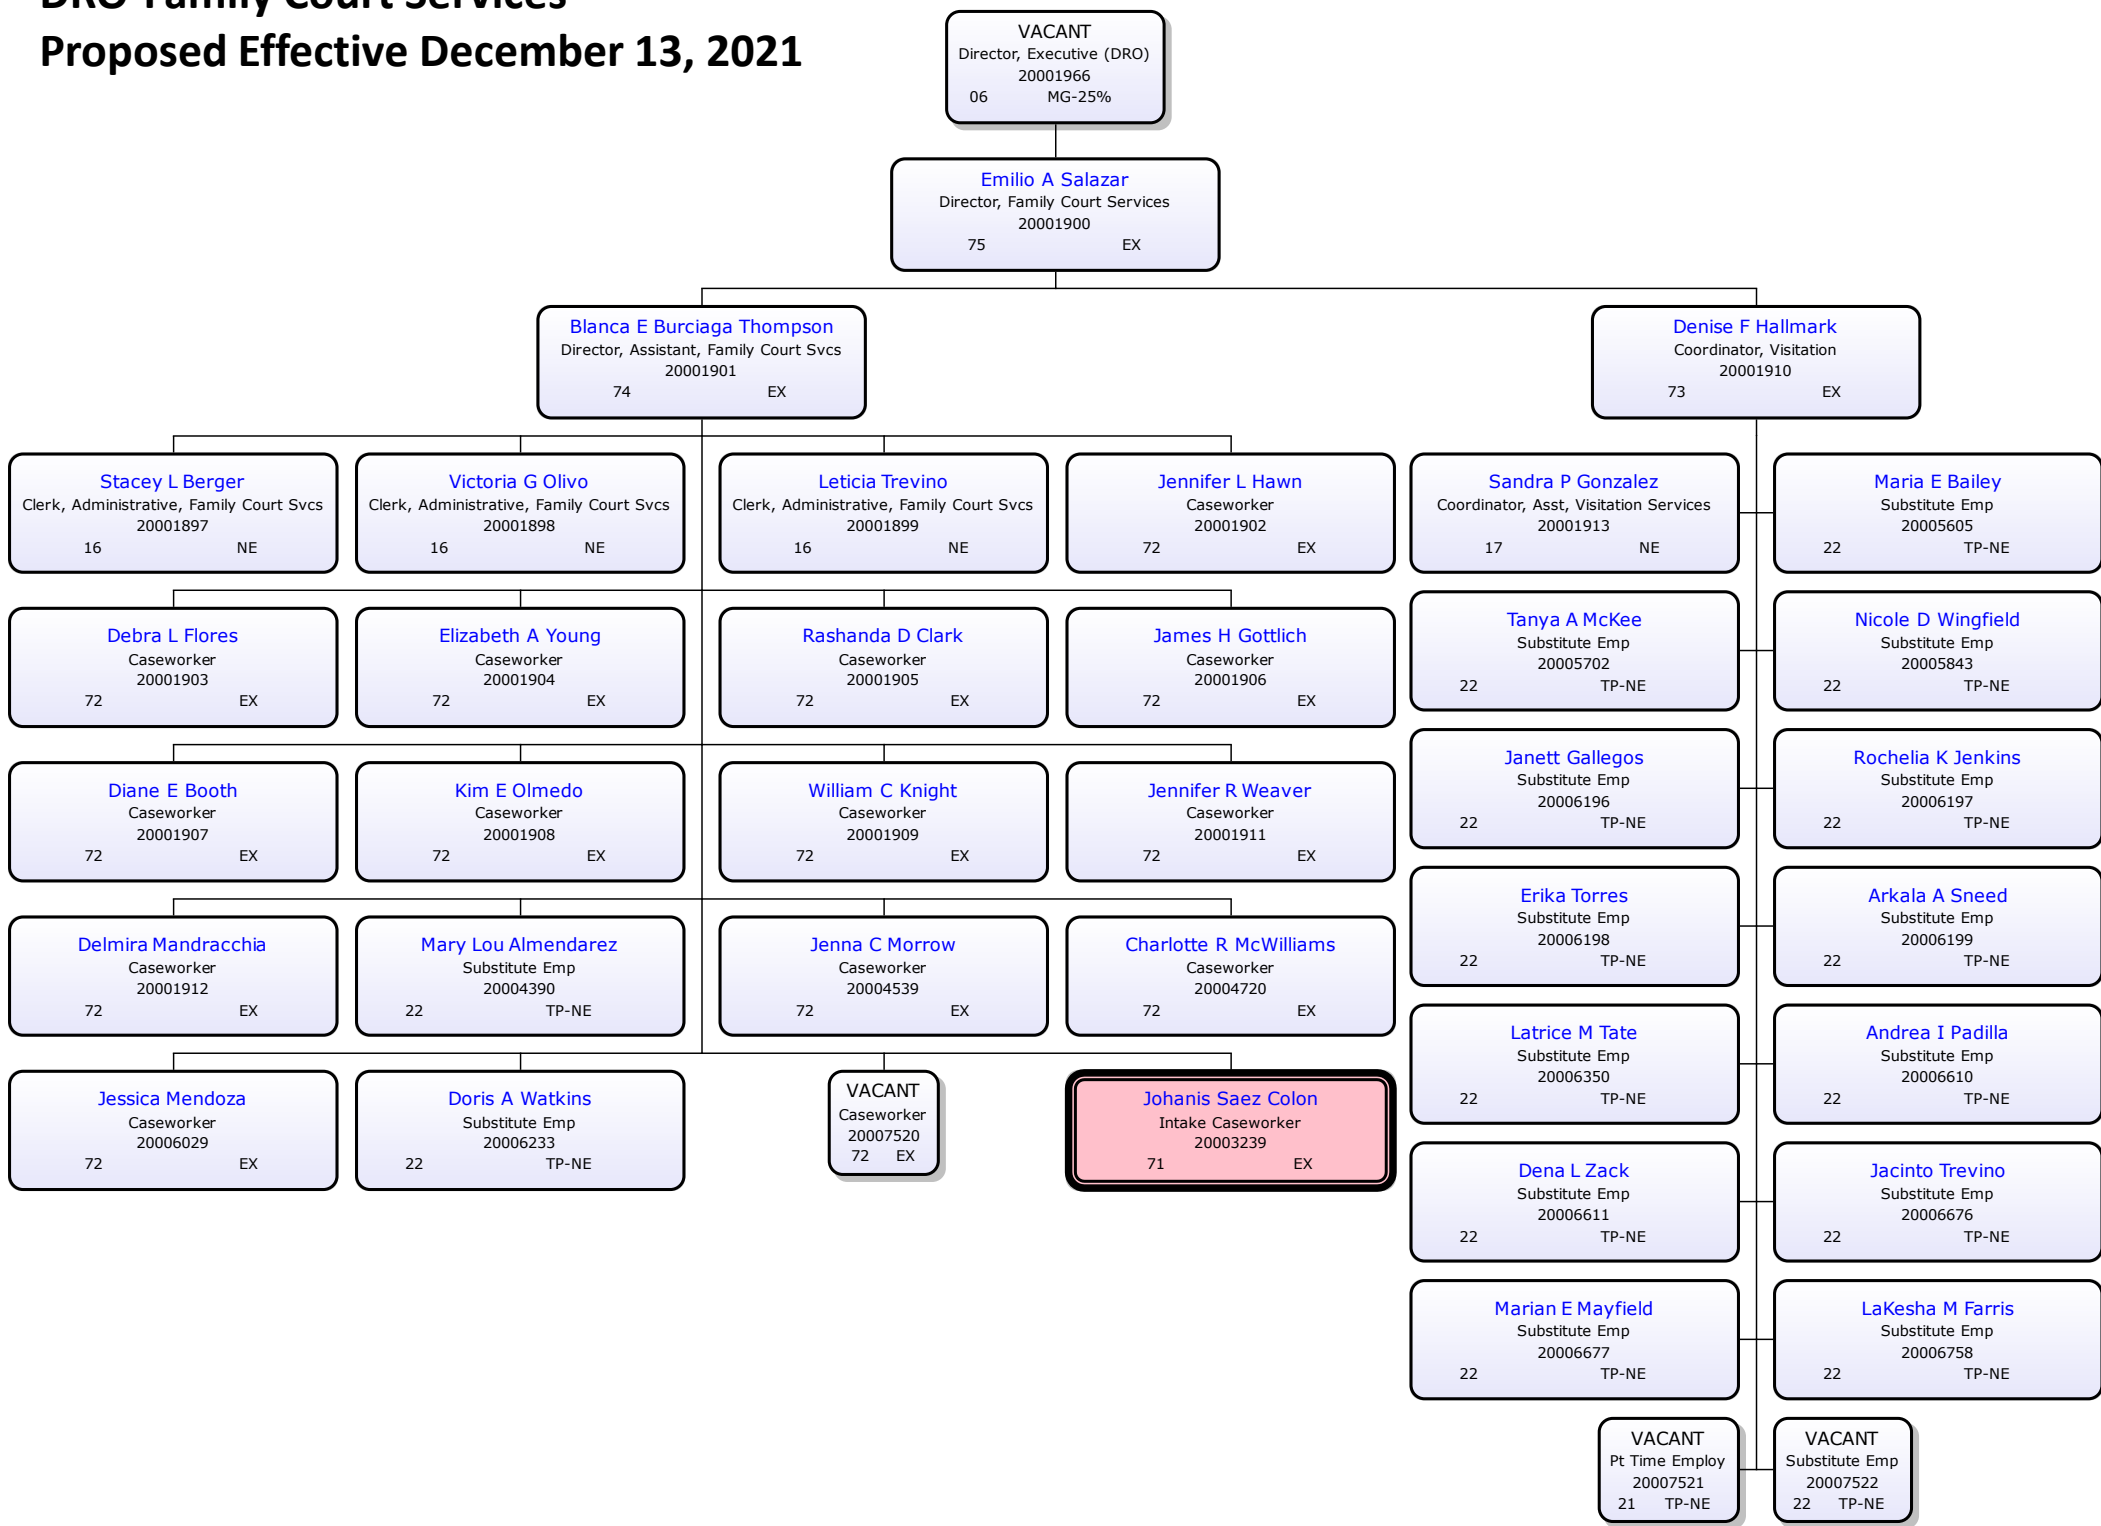 DRO-Family Court Services
Proposed Effective December 13, 2021
VACANT
Director, Executive (DRO)
20001966
06 MG-25%
Emilio A Salazar
Director, Family Court Services
20001900
75 EX
Blanca E Burciaga Thompson
Director, Assistant, Family Court Svcs
20001901
74 EX
Denise F Hallmark
Coordinator, Visitation
20001910
73 EX
Stacey L Berger
Clerk, Administrative, Family Court Svcs
20001897
16 NE
Victoria G Olivo
Clerk, Administrative, Family Court Svcs
20001898
16 NE
Leticia Trevino
Clerk, Administrative, Family Court Svcs
20001899
16 NE
Jennifer L Hawn
Caseworker
20001902
72 EX
Debra L Flores
Caseworker
20001903
72 EX
Elizabeth A Young
Caseworker
20001904
72 EX
Rashanda D Clark
Caseworker
20001905
72 EX
James H Gottlich
Caseworker
20001906
72 EX
Diane E Booth
Caseworker
20001907
72 EX
Kim E Olmedo
Caseworker
20001908
72 EX
William C Knight
Caseworker
20001909
72 EX
Jennifer R Weaver
Caseworker
20001911
72 EX
Delmira Mandracchia
Caseworker
20001912
72 EX
Mary Lou Almendarez
Substitute Emp
20004390
22 TP-NE
Jenna C Morrow
Caseworker
20004539
72 EX
Charlotte R McWilliams
Caseworker
20004720
72 EX
Jessica Mendoza
Caseworker
20006029
72 EX
Doris A Watkins
Substitute Emp
20006233
22 TP-NE
VACANT
Caseworker
20007520
72 EX
Johanis Saez Colon
Intake Caseworker
20003239
71 EX
Sandra P Gonzalez
Coordinator, Asst, Visitation Services
20001913
17 NE
Maria E Bailey
Substitute Emp
20005605
22 TP-NE
Tanya A McKee
Substitute Emp
20005702
22 TP-NE
Nicole D Wingfield
Substitute Emp
20005843
22 TP-NE
Janett Gallegos
Substitute Emp
20006196
22 TP-NE
Rochelia K Jenkins
Substitute Emp
20006197
22 TP-NE
Erika Torres
Substitute Emp
20006198
22 TP-NE
Arkala A Sneed
Substitute Emp
20006199
22 TP-NE
Latrice M Tate
Substitute Emp
20006350
22 TP-NE
Andrea I Padilla
Substitute Emp
20006610
22 TP-NE
Dena L Zack
Substitute Emp
20006611
22 TP-NE
Jacinto Trevino
Substitute Emp
20006676
22 TP-NE
Marian E Mayfield
Substitute Emp
20006677
22 TP-NE
LaKesha M Farris
Substitute Emp
20006758
22 TP-NE
VACANT
Pt Time Employ
20007521
21 TP-NE
VACANT
Substitute Emp
20007522
22 TP-NE